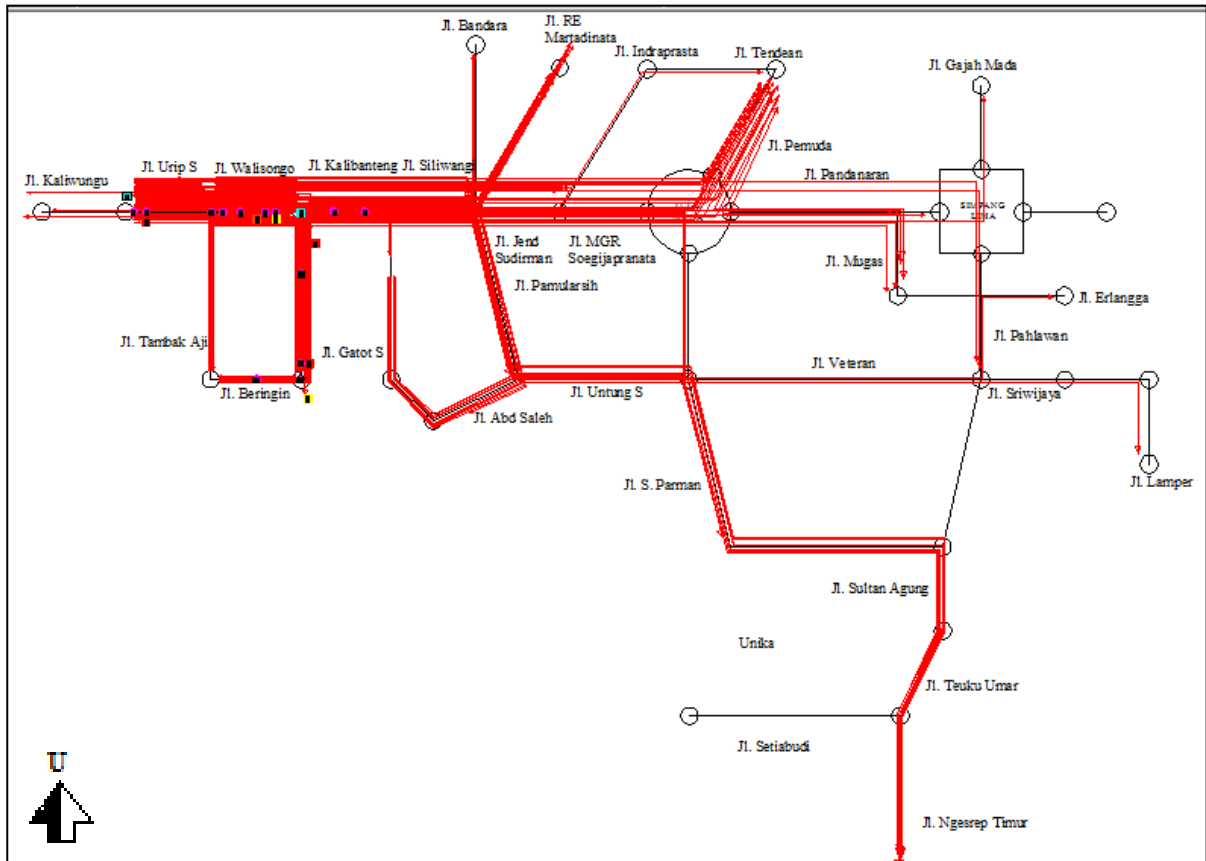 Jl. Bandara
Jl. RE
Martadinata
Jl. Indraprasta
Jl. Tendean
Jl. Gajah Mada
Jl. Pemuda
Jl. Urip S
Jl. Walisongo
Jl. Kalibanteng
Jl. Siliwangi
Jl. Pandanaran
Jl. Kaliwungu
SIMPANG
LIMA
Jl. Jend
Sudirman
Jl. MGR
Soegijapranata
Jl. Mugas
Jl. Pamularsih
Jl. Erlangga
Jl. Tambak Aji
Jl. Gatot S
Jl. Pahlawan
Jl. Veteran
Jl. Beringin
Jl. Untung S
Jl. Sriwijaya
Jl. Abd Saleh
Jl. S. Parman
Jl. Lamper
Jl. Sultan Agung
Unika
Jl. Teuku Umar
Jl. Setiabudi
U
Jl. Ngesrep Timur